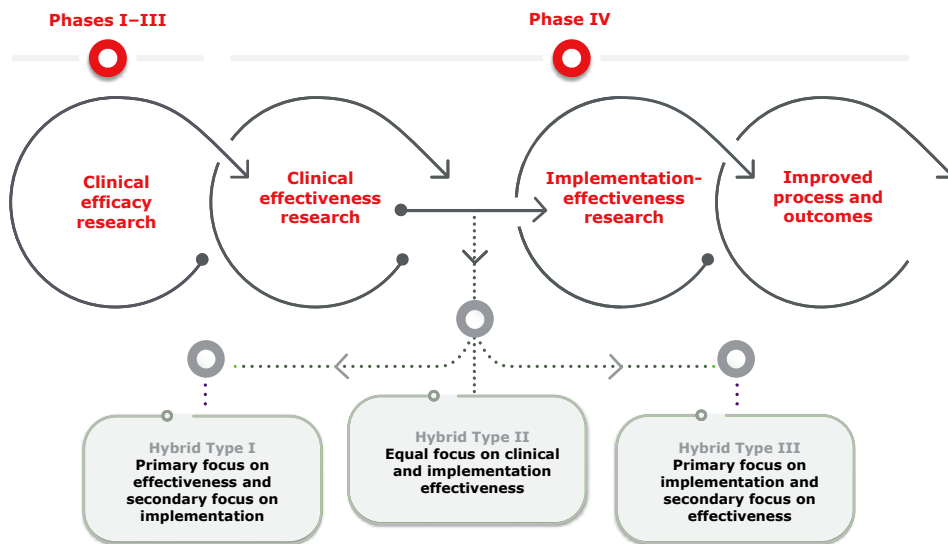 Phases I–III
Phase IV
Clinical
efficacy
research
Clinical
effectiveness
research
Implementation-
effectiveness
research
Improved
process and
outcomes
Hybrid Type I
Primary focus on
effectiveness and
secondary focus on
implementation
Hybrid Type II
Equal focus on clinical
and implementation
effectiveness
Hybrid Type III
Primary focus on
implementation and
secondary focus on
effectiveness